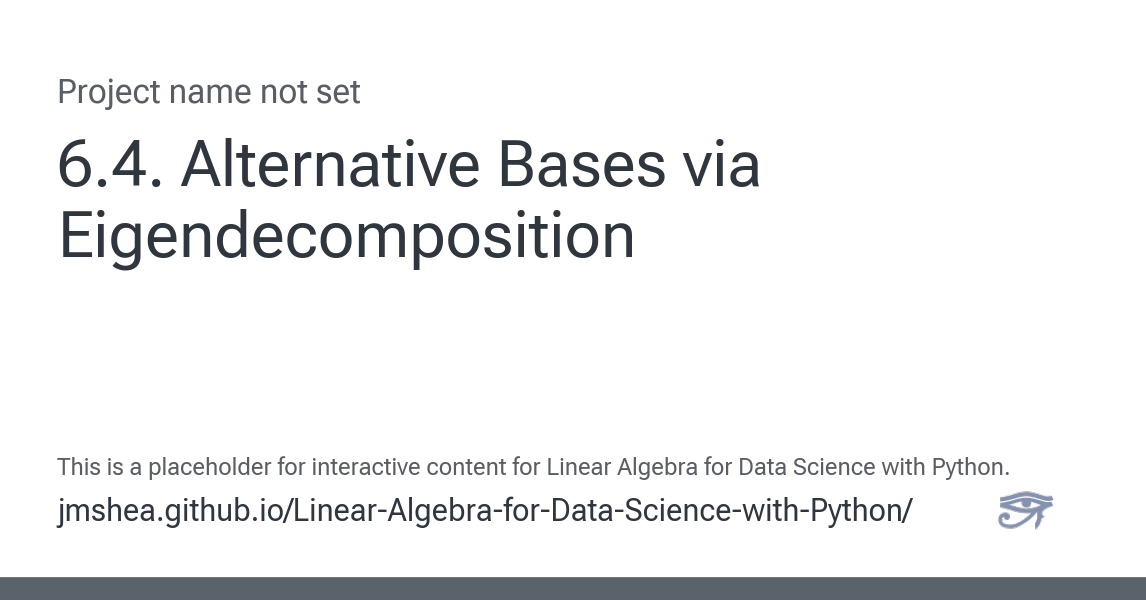 Project name not set
6.4. Alternative Bases via
Eigendecomposition
This is a placeholder for interactive content for Linear Algebra for Data Science with Python.
jmshea.github.io/Linear-Algebra-for-Data-Science-with-Python/